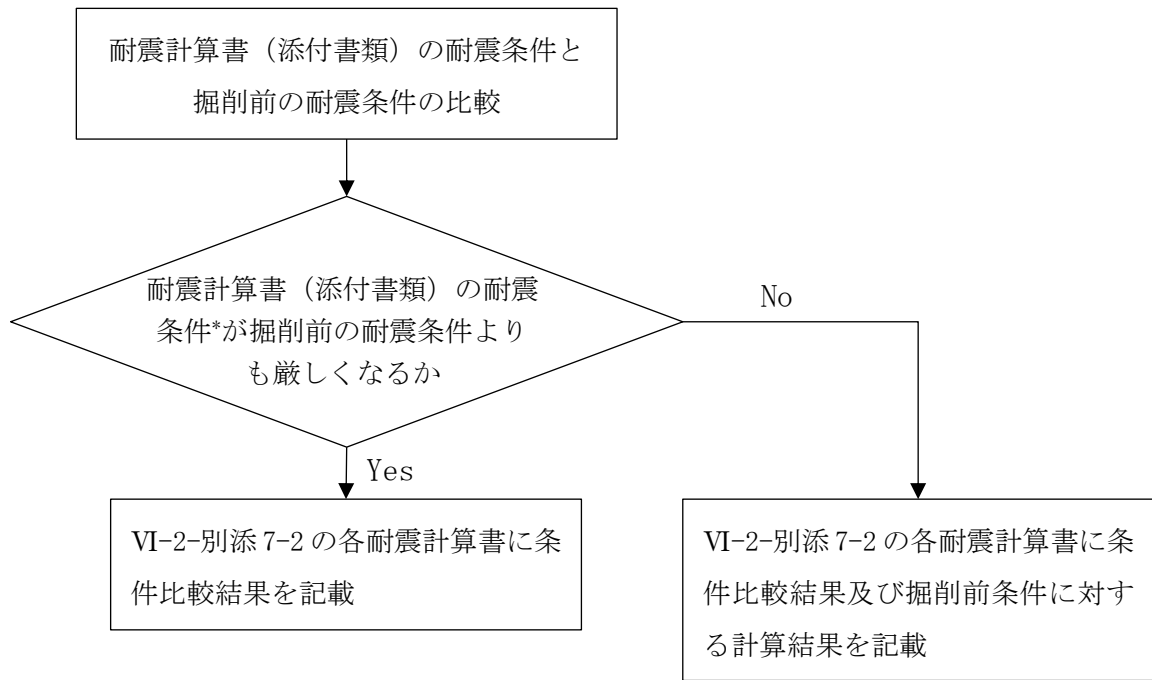 耐震計算書（添付書類）の耐震条件と
掘削前の耐震条件の比較
耐震計算書（添付書類）の耐震
条件*が掘削前の耐震条件より
も厳しくなるか
No
Yes
Ⅵ-2-別添 7-2 の各耐震計算書に条
件比較結果を記載
Ⅵ-2-別添 7-2 の各耐震計算書に条
件比較結果及び掘削前条件に対す
る計算結果を記載